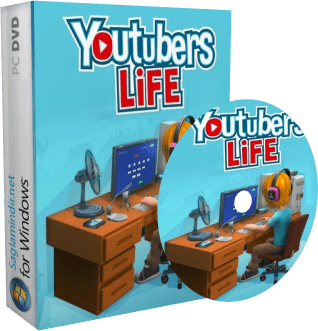 PC DVD
YouTubers
LiFE
YouTubers
LiFE
Saglamindir.net
for Windows